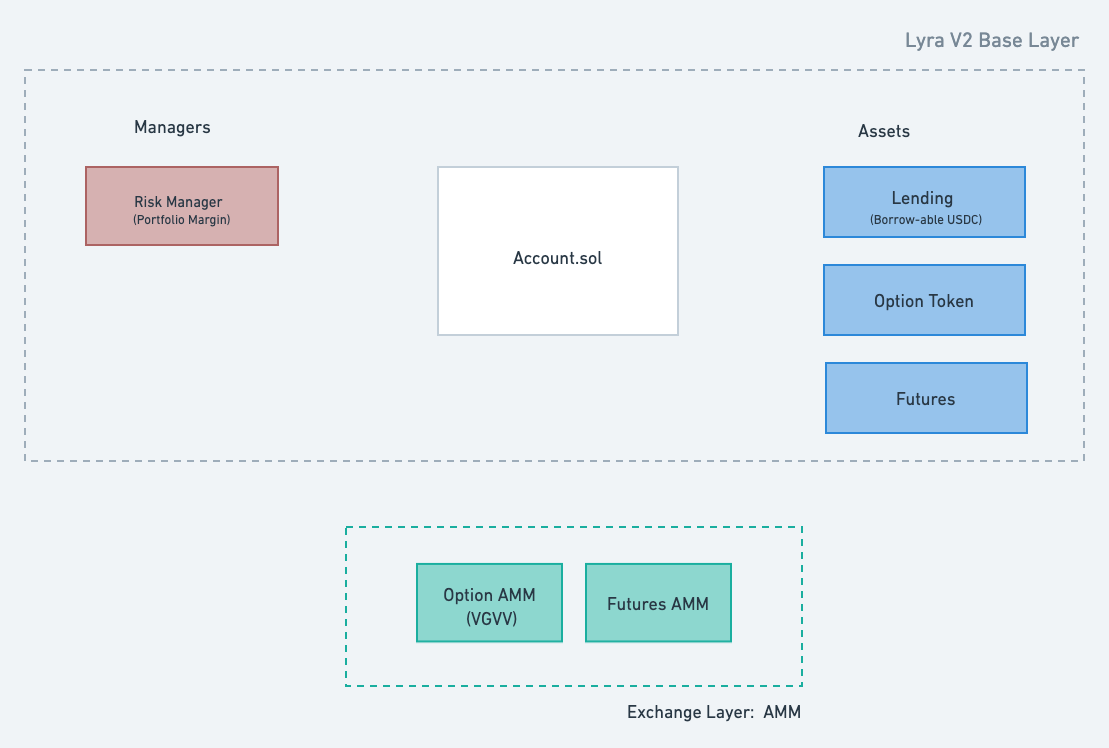 Lyra V2 Base Layer
Managers
Assets
Risk Manager
(Portfolio Margin)
Account.sol
Lending
(Borrow-able USDC)
Option Token
Futures
Option AMM
(VGVV)
Futures AMM
Exchange Layer: AMM